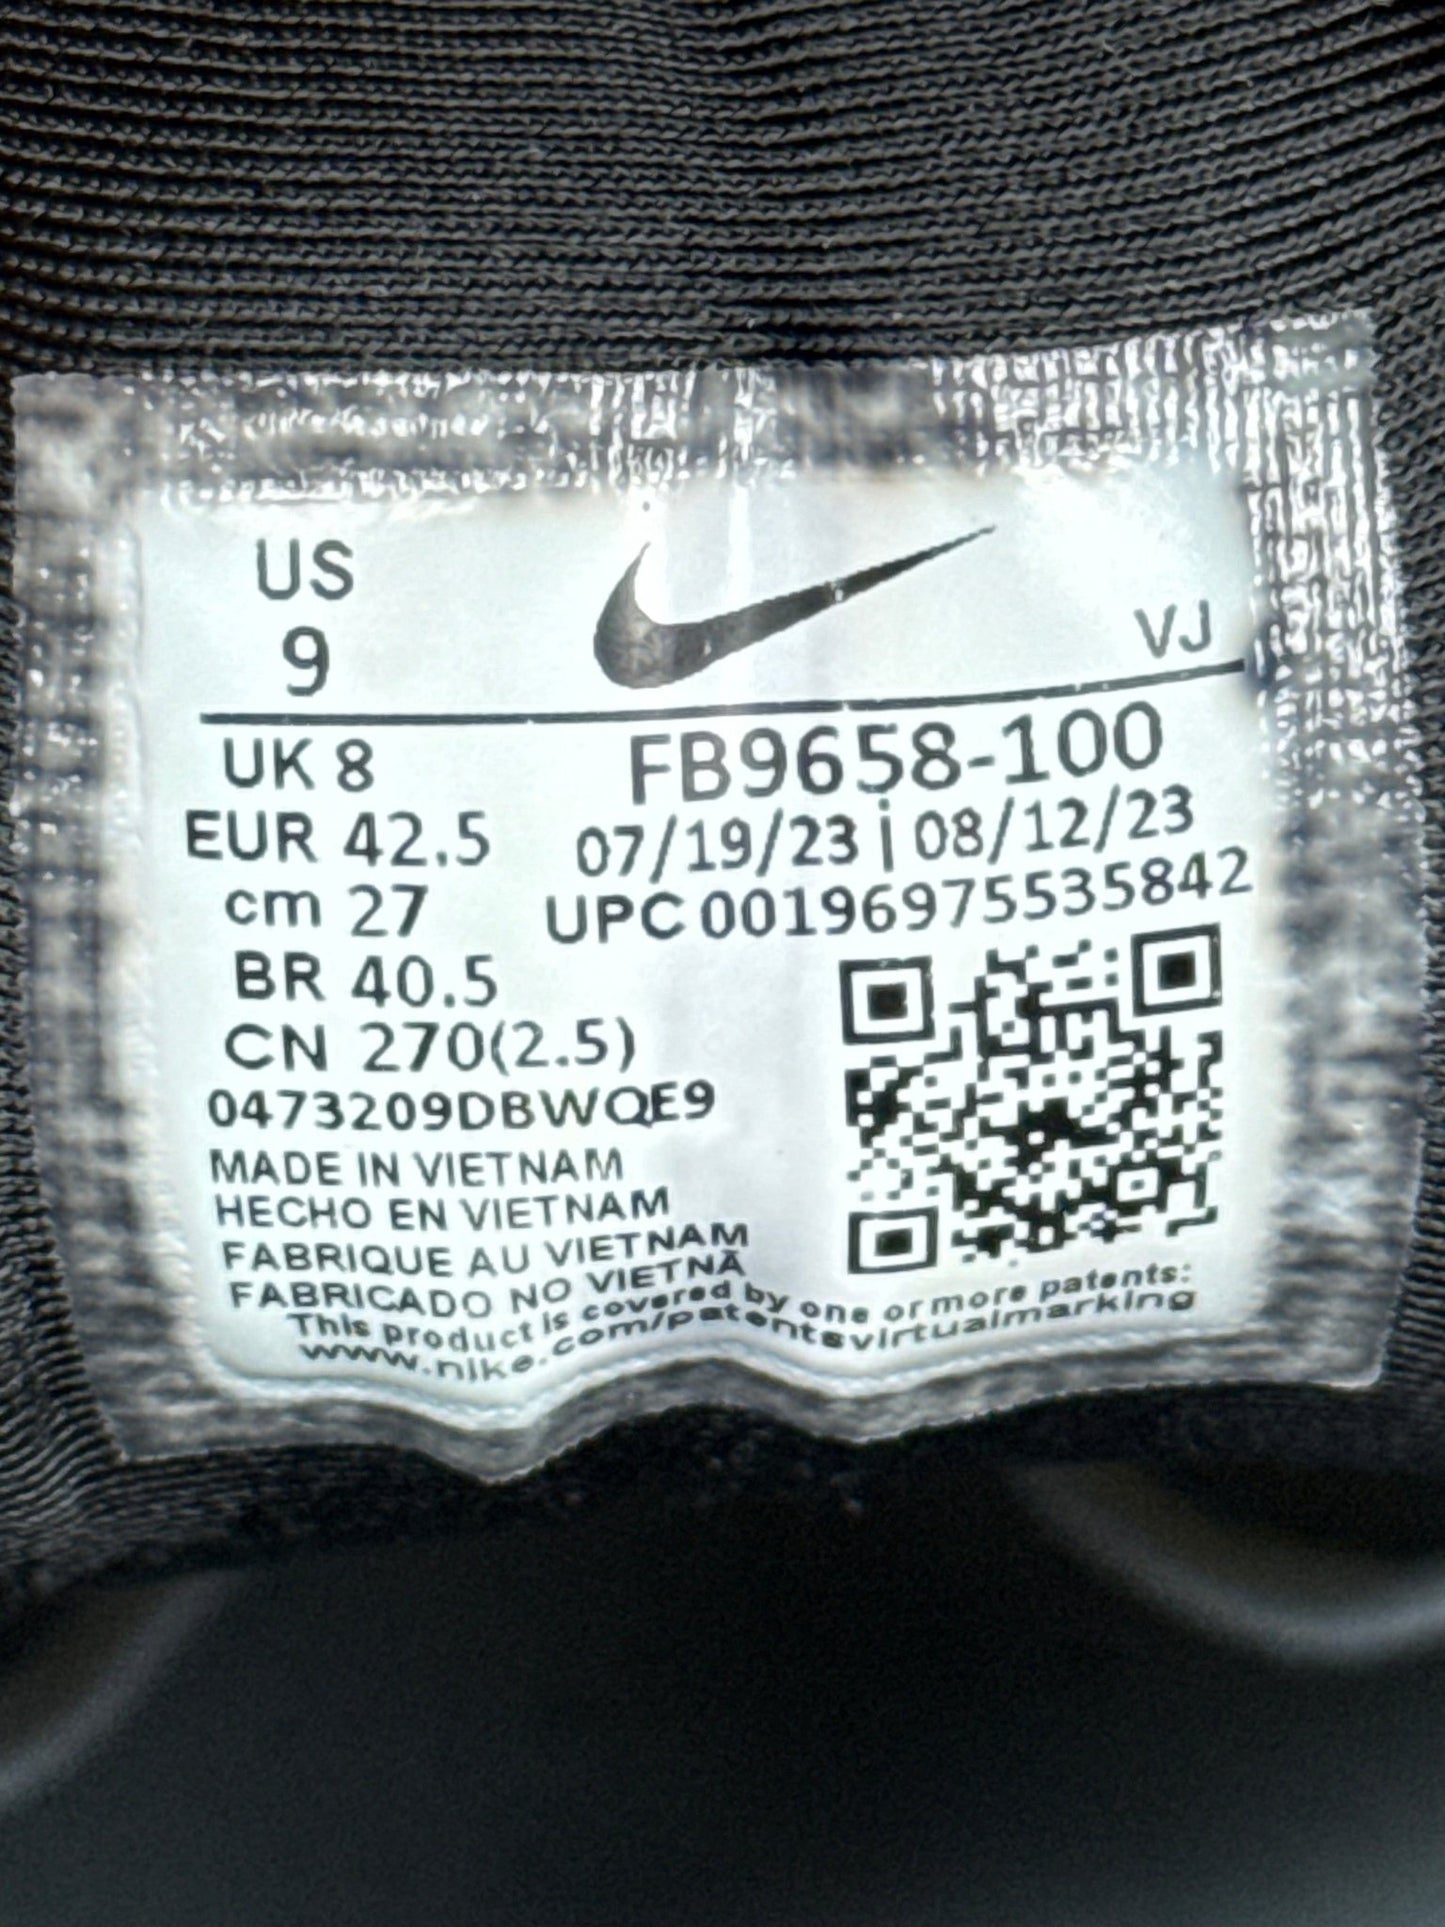 US
9
VJ
UK 8
FB9658-100
EUR 42.5
07/19/23 | 08/12/23
cm 27
UPC 00196975535842
BR 40.5
CN 270(2.5)
0473209DBWQE9
MADE IN VIETNAM
HECHO EN VIETNAM
FABRIQUE AU VIETNAM
FABRICADO NO VIETNÃ
This product is covered by one or more patents:
www.nike.com/patentsvirtualmarking